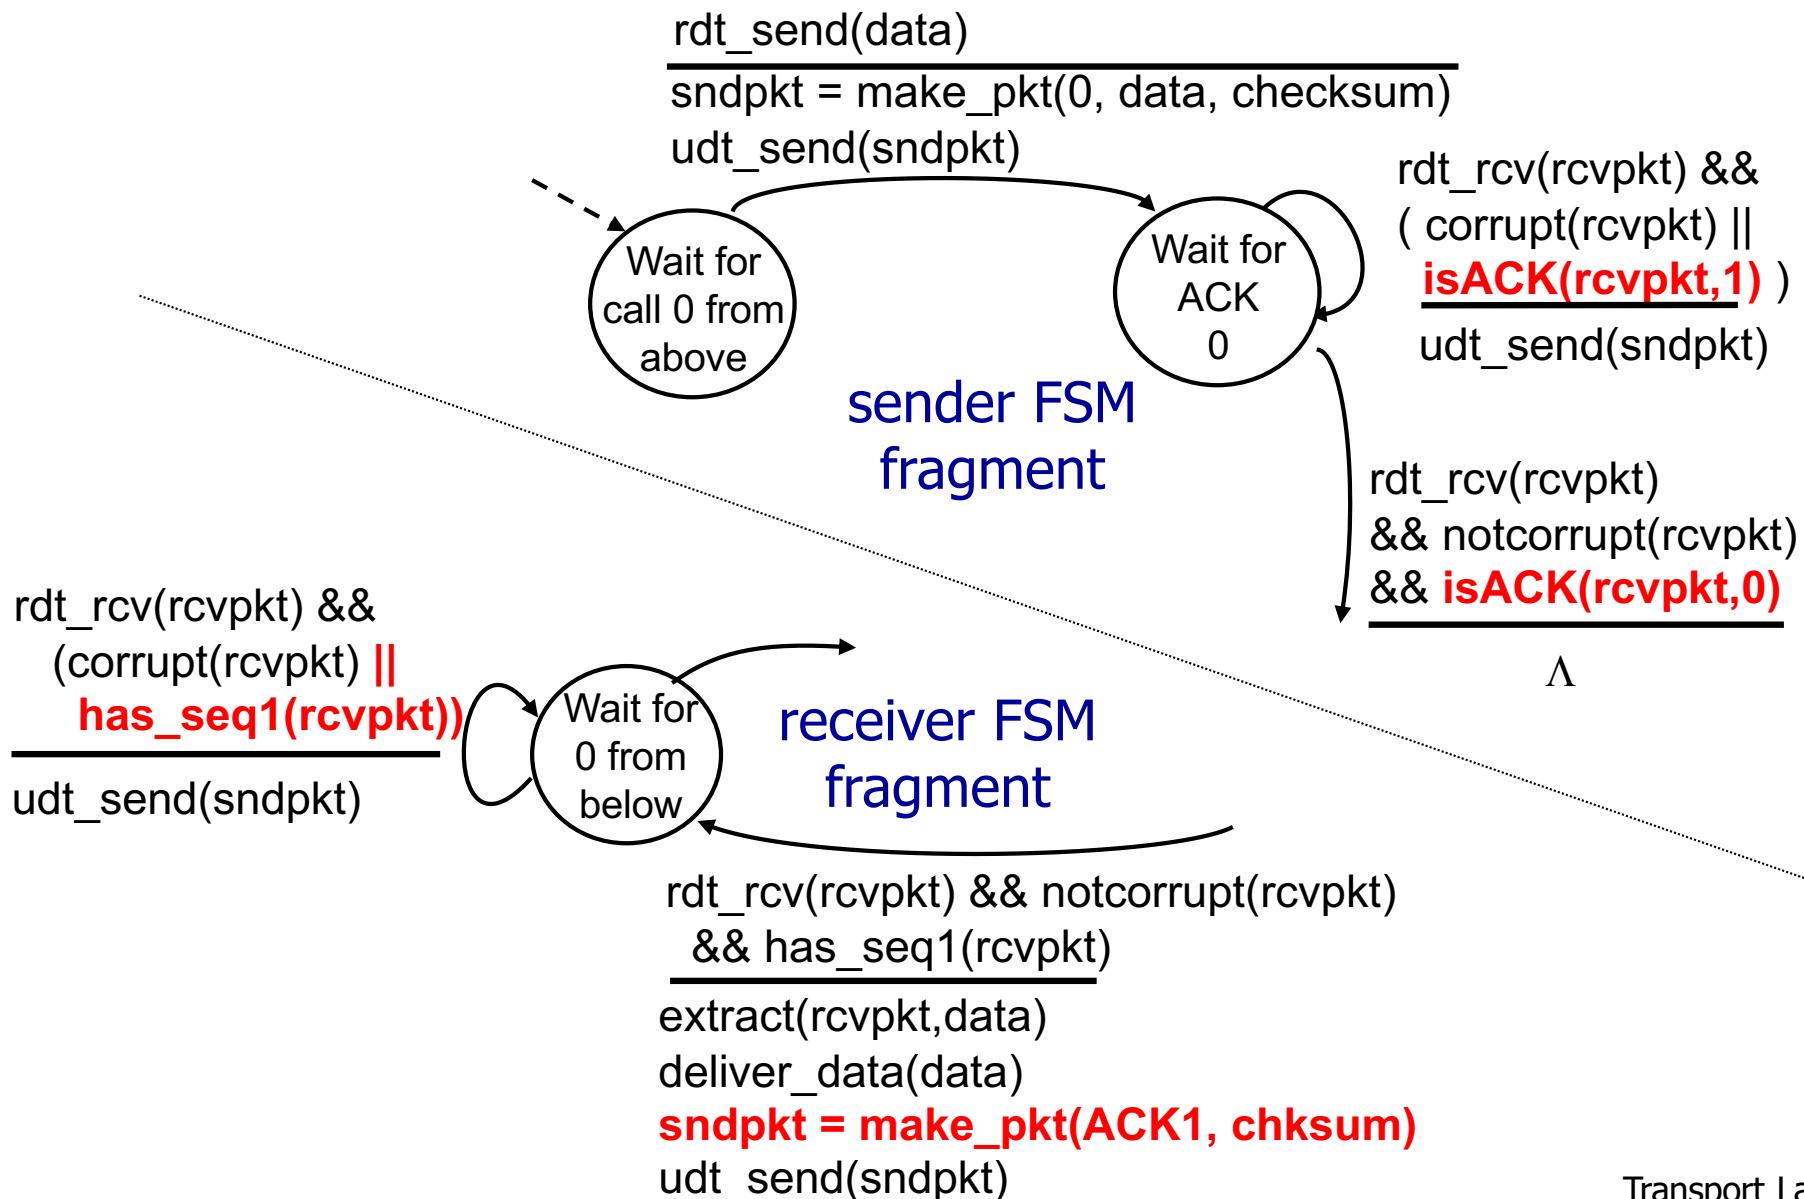 rdt_send(data)
sndpkt = make_pkt(0, data, checksum)
udt_send(sndpkt)
Wait for
call 0 from
above
Wait for
ACK
0
rdt_rcv(rcvpkt) &&
( corrupt(rcvpkt) ||
isACK(rcvpkt,1) )
udt_send(sndpkt)
sender FSM
fragment
rdt_rcv(rcvpkt)
&& notcorrupt(rcvpkt)
&& isACK(rcvpkt,0)
Λ
rdt_rcv(rcvpkt) &&
(corrupt(rcvpkt) ||
has_seq1(rcvpkt))
udt_send(sndpkt)
Wait for
0 from
below
receiver FSM
fragment
rdt_rcv(rcvpkt) && notcorrupt(rcvpkt)
&& has_seq1(rcvpkt)
extract(rcvpkt,data)
deliver_data(data)
sndpkt = make_pkt(ACK1, chksum)
udt_send(sndpkt)
Transport La